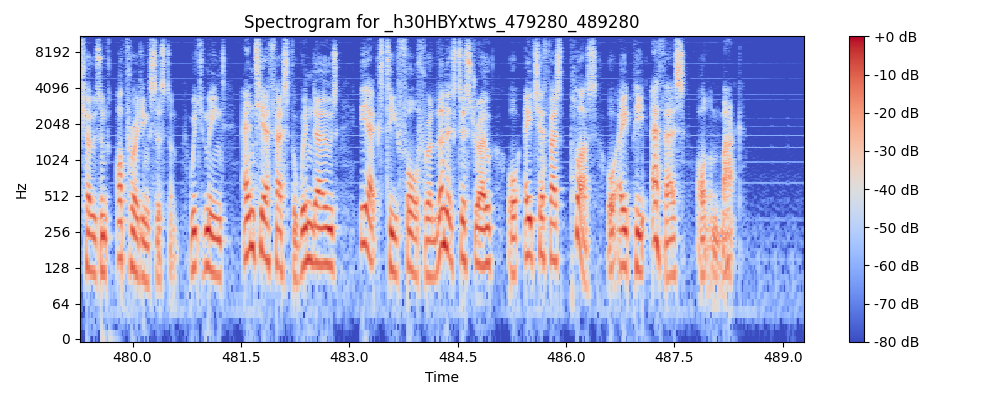 Spectrogram for _h30HBYxtws_479280_489280
Hz
8192
4096
2048
1024
512
256
128
64
0
480.0 481.5 483.0 484.5 486.0 487.5 489.0
Time
+0 dB
-10 dB
-20 dB
-30 dB
-40 dB
-50 dB
-60 dB
-70 dB
-80 dB